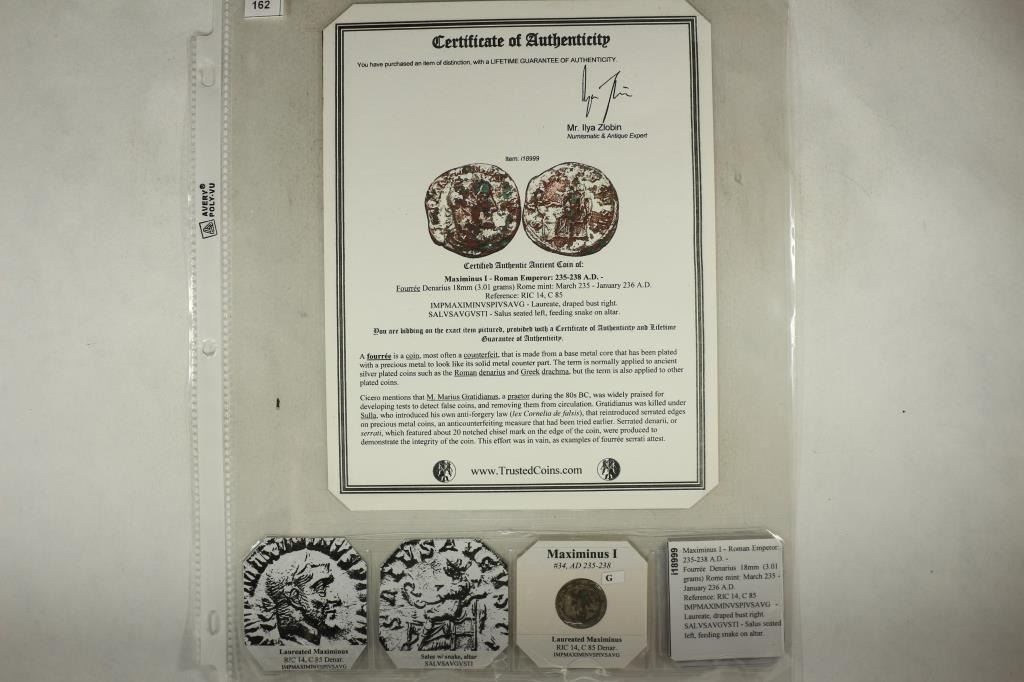 162
AVERY®
POLY-VU
Certificate of Authenticity
You have purchased an item of distinction, with a LIFETIME GUARANTEE OF AUTHENTICITY.
Mr. Ilya Zlobin
Numismatic & Antique Expert
Item: i18999
Certified Authentic Ancient Coin of:
Maximinus I - Roman Emperor: 235-238 A.D. -
Fourrée Denarius 18mm (3.01 grams) Rome mint: March 235 - January 236 A.D.
Reference: RIC 14, C 85
IMPMAXIMINVSPIVSAVG - Laureate, draped bust right.
SALVSAVGVSTI - Salus seated left, feeding snake on altar.
You are bidding on the exact item pictured, provided with a Certificate of Authenticity and Lifetime
Guarantee of Authenticity.
A fourrée is a coin, most often a counterfeit, that is made from a base metal core that has been plated
with a precious metal to look like its solid metal counter part. The term is normally applied to ancient
silver plated coins such as the Roman denarius and Greek drachma, but the term is also applied to other
plated coins.
Cicero mentions that M. Marius Gratidianus, a praetor during the 80s BC, was widely praised for
developing tests to detect false coins, and removing them from circulation. Gratidianus was killed under
Sulla, who introduced his own anti-forgery law (lex Cornelia de falsis), that reintroduced serrated edges
on precious metal coins, an anticounterfeiting measure that had been tried earlier. Serrated denarii, or
serrati, which featured about 20 notched chisel mark on the edge of the coin, were produced to
demonstrate the integrity of the coin. This effort was in vain, as examples of fourrée serrati attest.
www.TrustedCoins.com
Laureated Maximinus
RIC 14, C 85 Denar.
IMPMAXIMINVSPIVSAVG
Salus w/ snake, altar
SALVSAVGVSTI
Maximinus I
#34, AD 235-238
G
Laureated Maximinus
RIC 14, C 85 Denar.
IMPMAXIMINVSPIVSAVG
i18999
Maximinus I - Roman Emperor:
235-238 A.D. -
Fourrée Denarius 18mm (3.01
grams) Rome mint: March 235 -
January 236 A.D.
Reference: RIC 14, C 85
IMPMAXIMINVSPIVSAVG -
Laureate, draped bust right.
SALVSAVGVSTI - Salus seated
left, feeding snake on altar.